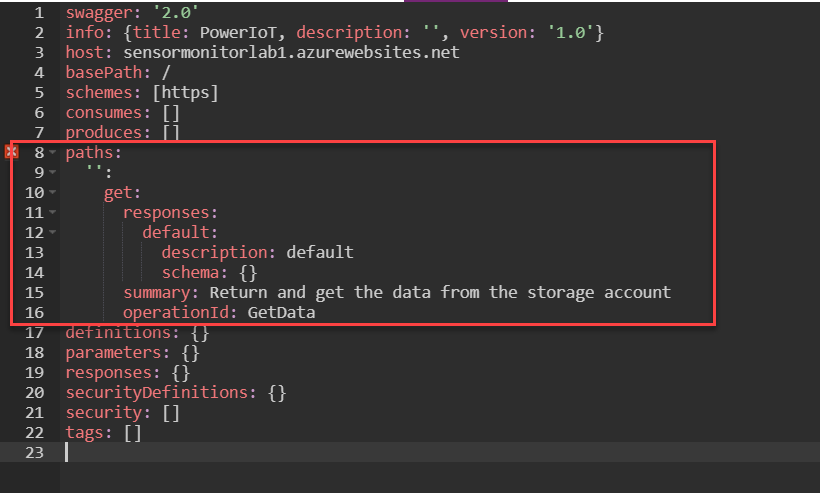 1 swagger: '2.0'
2 info: {title: PowerIoT, description: '', version: '1.0'}
3 host: sensormonitorlab1.azurewebsites.net
4 basePath: /
5 schemes: [https]
6 consumes: []
7 produces: []
8 paths:
9 '':
10 get:
11 responses:
12 default:
13 description: default
14 schema: {}
15 summary: Return and get the data from the storage account
16 operationId: GetData
17 definitions: {}
18 parameters: {}
19 responses: {}
20 securityDefinitions: {}
21 security: []
22 tags: []
23